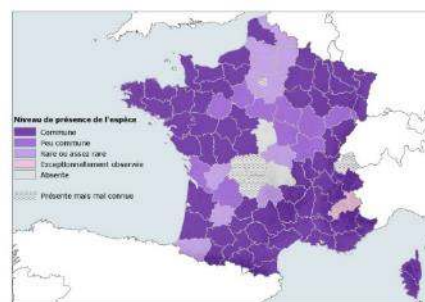 Niveau de présence de l'espèce
Commune
Peu commune
Rare ou assez rare
Exceptionnellement observée
Absente
Présente mais mal connue